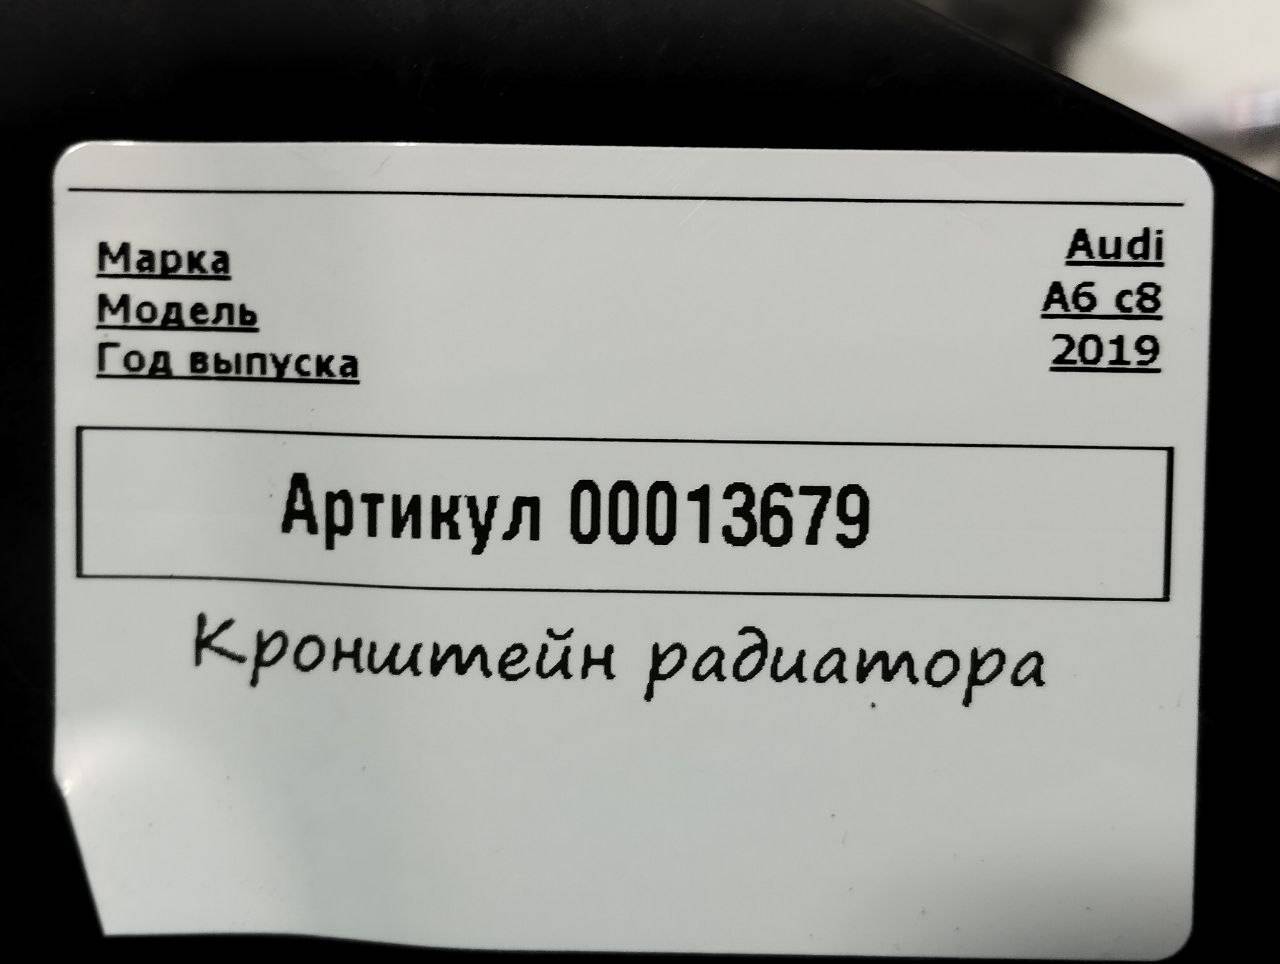 Марка Audi
Модель A6 c8
Год выпуска 2019
Артикул 00013679
Кронштейн радиатора